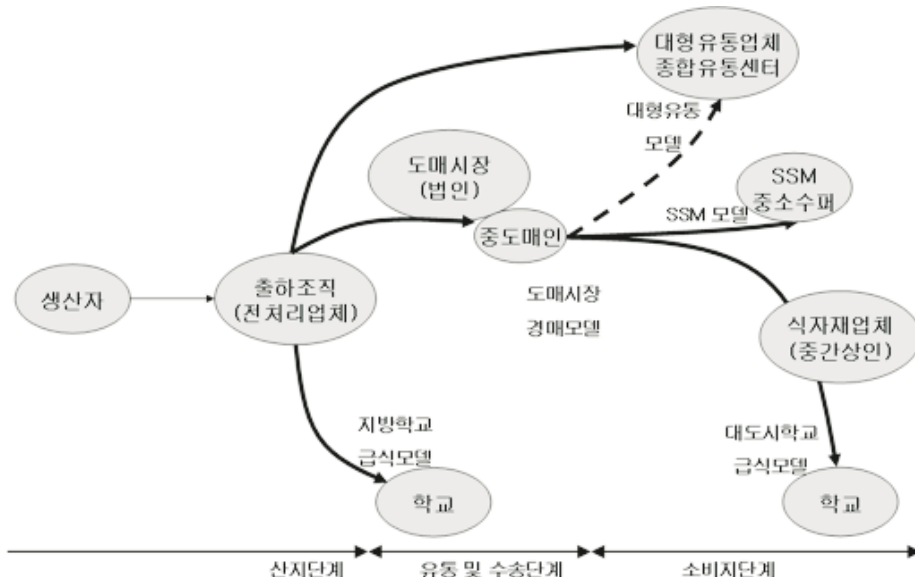 대형유통업체
종합유통센터
대형유통
모델
도매시장
(법인)
SSM
중소수퍼
SSM 모델
중도매인
생산자
출하조직
(전처리업체)
도매시장
경매모델
식자재업체
(중간상인)
지방학교
급식모델
대도시학교
급식모델
학교
학교
산지단계
유통 및 수송단계
소비지단계